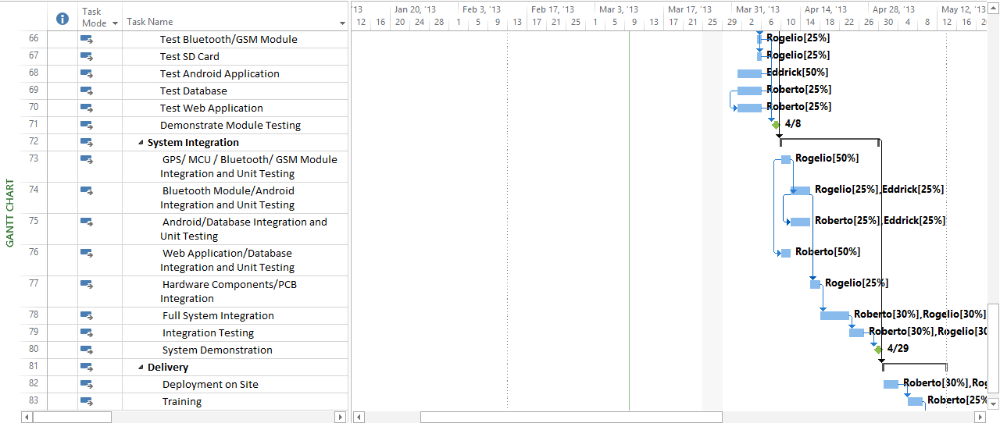 '13
Jan 20, '13
Feb 3, '13
Feb 17, '13
Mar 3, '13
Mar 17, '13
Mar 31, '13
Apr 14, '13
Apr 28, '13
May 12, '13
Task Mode
Task Name
12 16 20 24 28 1 5 9 13 17 21 25 1 5 9 13 17 21 25 29 2 6 10 14 18 22 26 30 4 8 12 16 20
66 Test Bluetooth/GSM Module Rogelio[25%]
67 Test SD Card Rogelio[25%]
68 Test Android Application Eddrick[50%]
69 Test Database Roberto[25%]
70 Test Web Application Roberto[25%]
71 Demonstrate Module Testing 4/8
72 System Integration
73 GPS/ MCU / Bluetooth/ GSM Module Rogelio[50%]
Integration and Unit Testing
74 Bluetooth Module/Android Rogelio[25%],Eddrick[25%]
Integration and Unit Testing
75 Android/Database Integration and Roberto[25%],Eddrick[25%]
Unit Testing
76 Web Application/Database Roberto[50%]
Integration and Unit Testing
77 Hardware Components/PCB Rogelio[25%]
Integration
78 Full System Integration Roberto[30%],Rogelio[30%]
79 Integration Testing Roberto[30%],Rogelio[30
80 System Demonstration 4/29
81 Delivery
82 Deployment on Site Roberto[30%],Rog
83 Training Roberto[25%
GANTT CHART